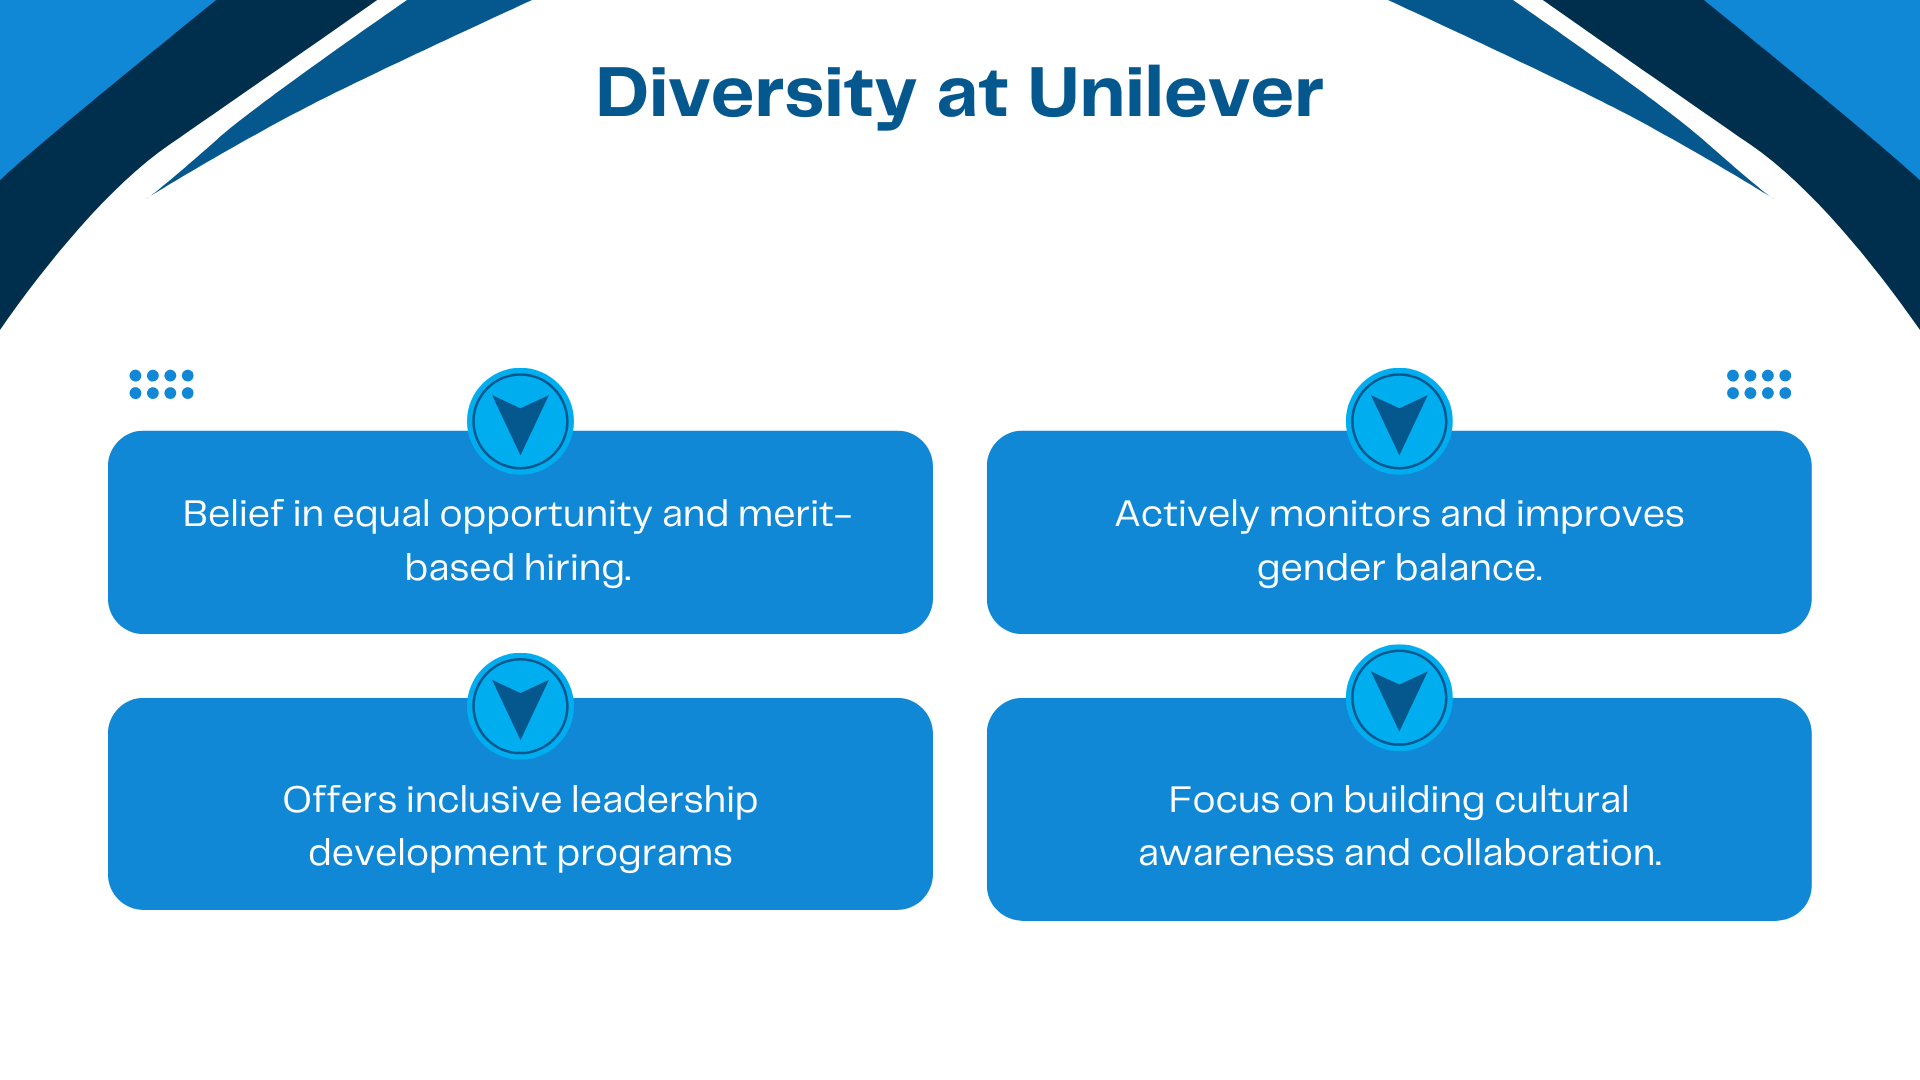 Diversity at Unilever
Belief in equal opportunity and merit-
based hiring.
Actively monitors and improves
gender balance.
Offers inclusive leadership
development programs
Focus on building cultural
awareness and collaboration.